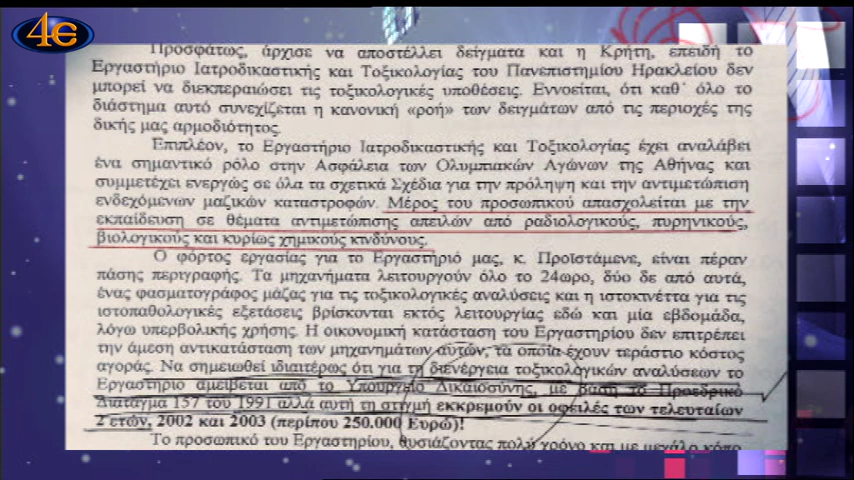 4Ε
Προσφάτως, άρχισε να αποστέλλει δείγματα και η Κρήτη, επειδή το
Εργαστήριο Ιατροδικαστικής και Τοξικολογίας του Πανεπιστημίου Ηρακλείου δεν
μπορεί να διεκπεραιώσει τις τοξικολογικές υποθέσεις. Εννοείται, ότι καθ΄ όλο το
διάστημα αυτό συνεχίζεται η κανονική «ροή» των δειγμάτων από τις περιοχές της
δικής μας αρμοδιότητος.
Επιπλέον, το Εργαστήριο Ιατροδικαστικής και Τοξικολογίας έχει αναλάβει
ένα σημαντικό ρόλο στην Ασφάλεια των Ολυμπιακών Αγώνων της Αθήνας και
συμμετέχει ενεργώς σε όλα τα σχετικά Σχέδια για την πρόληψη και την αντιμετώπιση
ενδεχόμενων μαζικών καταστροφών. Μέρος του προσωπικού απασχολείται με την
εκπαίδευση σε θέματα αντιμετώπισης απειλών από ραδιολογικούς, πυρηνικούς,
βιολογικούς και κυρίως χημικούς κινδύνους.
Ο φόρτος εργασίας για το Εργαστήριό μας, κ. Προϊστάμενε, είναι πέραν
πάσης περιγραφής. Τα μηχανήματα λειτουργούν όλο το 24ωρο, δύο δε από αυτά,
ένας φασματογράφος μάζας για τις τοξικολογικές αναλύσεις και η ιστοκινέττα για τις
ιστοπαθολογικές εξετάσεις βρίσκονται εκτός λειτουργίας εδώ και μία εβδομάδα,
λόγω υπερβολικής χρήσης. Η οικονομική κατάσταση του Εργαστηρίου δεν επιτρέπει
την άμεση αντικατάσταση των μηχανημάτων αυτών, τα οποία έχουν τεράστιο κόστος
αγοράς. Να σημειωθεί ιδιαιτέρως ότι για τη διενέργεια τοξικολογικών αναλύσεων το
Εργαστήριο αμείβεται από το Υπουργείο Δικαιοσύνης, με βάση το Προεδρικό
Διάταγμα 157 του 1991 αλλά αυτή τη στιγμή εκκρεμούν οι οφειλές των τελευταίων
2 ετών, 2002 και 2003 (περίπου 250.000 Ευρώ)!
Το προσωπικό του Εργαστηρίου, θυσιάζοντας πολύ χρόνο και με μεγάλο κόπο